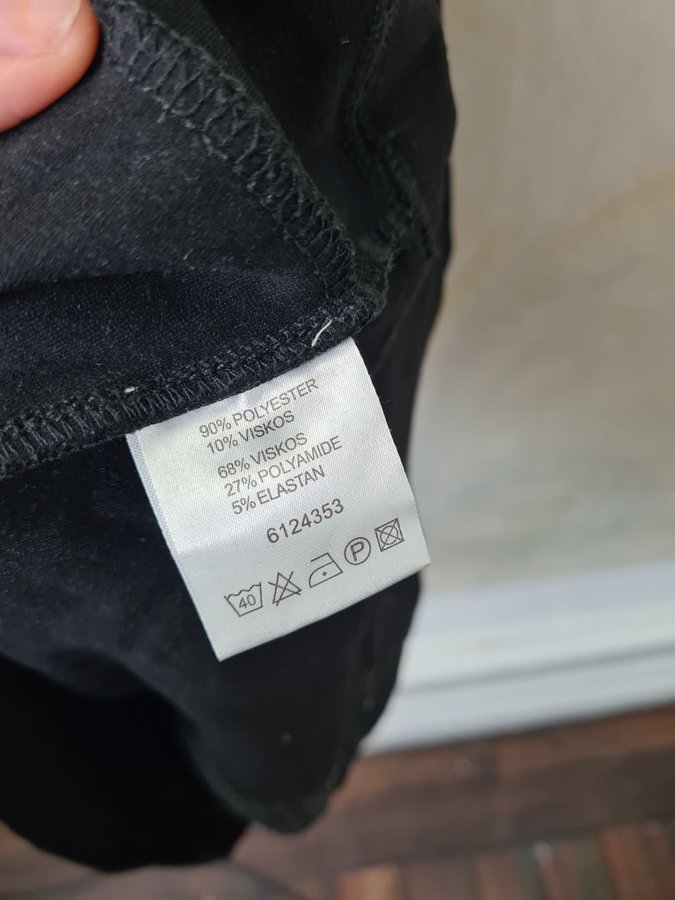 90% POLYESTER
10% VISKOS
68% VISKOS
27% POLYAMIDE
5% ELASTAN
6124353
40 P